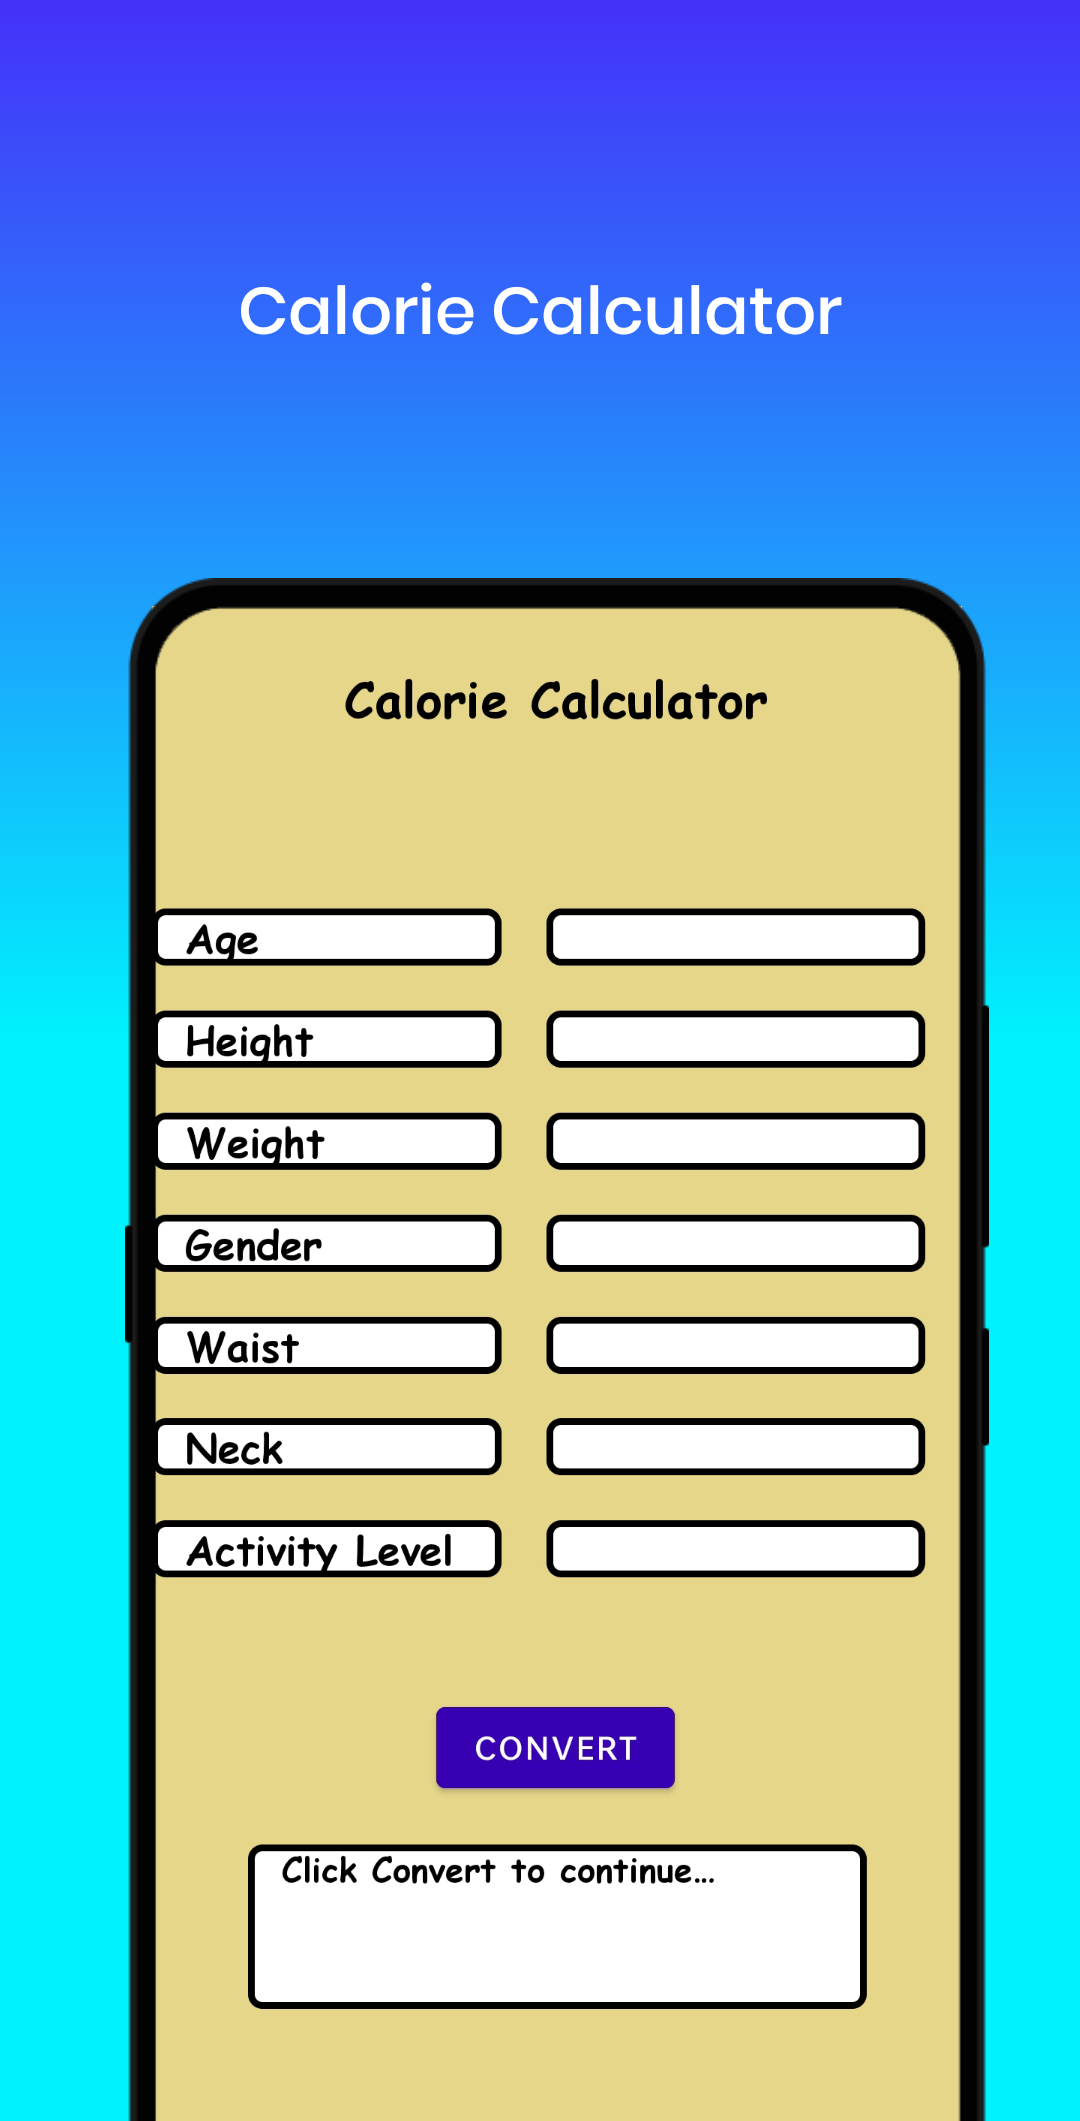 Calorie Calculator
Calorie Calculator
Age
Height
Weight
Gender
Waist
Neck
Activity Level
CONVERT
Click Convert to continue...